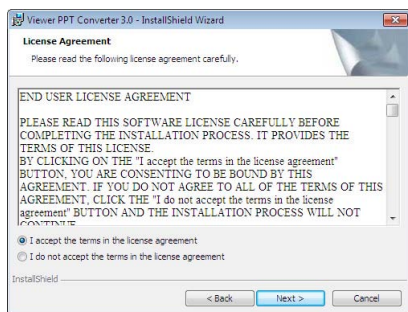 Viewer PPT Converter 3.0 - InstallShield Wizard
License Agreement
Please read the following license agreement carefully.
END USER LICENSE AGREEMENT
PLEASE READ THIS SOFTWARE LICENSE CAREFULLY BEFORE
COMPLETING THE INSTALLATION PROCESS. IT PROVIDES THE
TERMS OF THIS LICENSE.
BY CLICKING ON THE "I accept the terms in the license agreement"
BUTTON, YOU ARE CONSENTING TO BE BOUND BY THIS
AGREEMENT. IF YOU DO NOT AGREE TO ALL OF THE TERMS OF THIS
AGREEMENT, CLICK THE "I do not accept the terms in the license
agreement" BUTTON AND THE INSTALLATION PROCESS WILL NOT
CONTINUE
I accept the terms in the license agreement
I do not accept the terms in the license agreement
InstallShield
< Back Next > Cancel